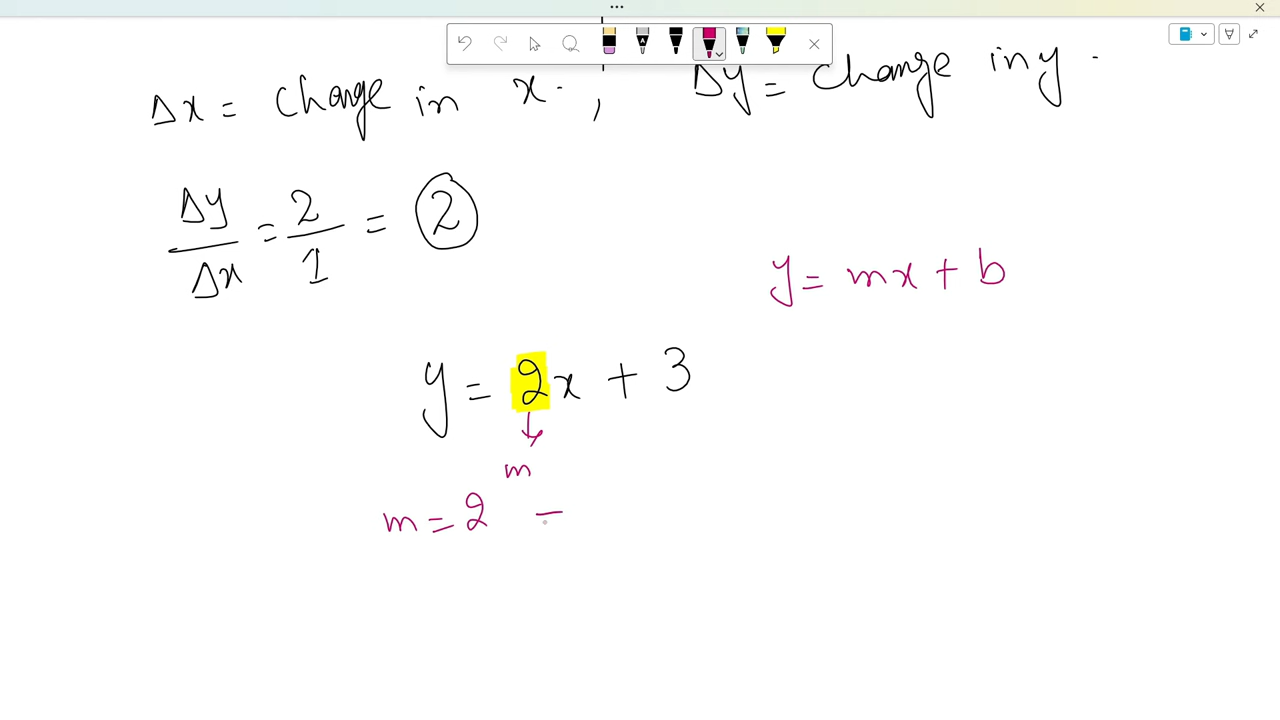 Δx = change in x. , Δy = change in y.
Δy/Δx = 2/1 = 2
y = mx + b
y = 2x + 3
m
m = 2 =